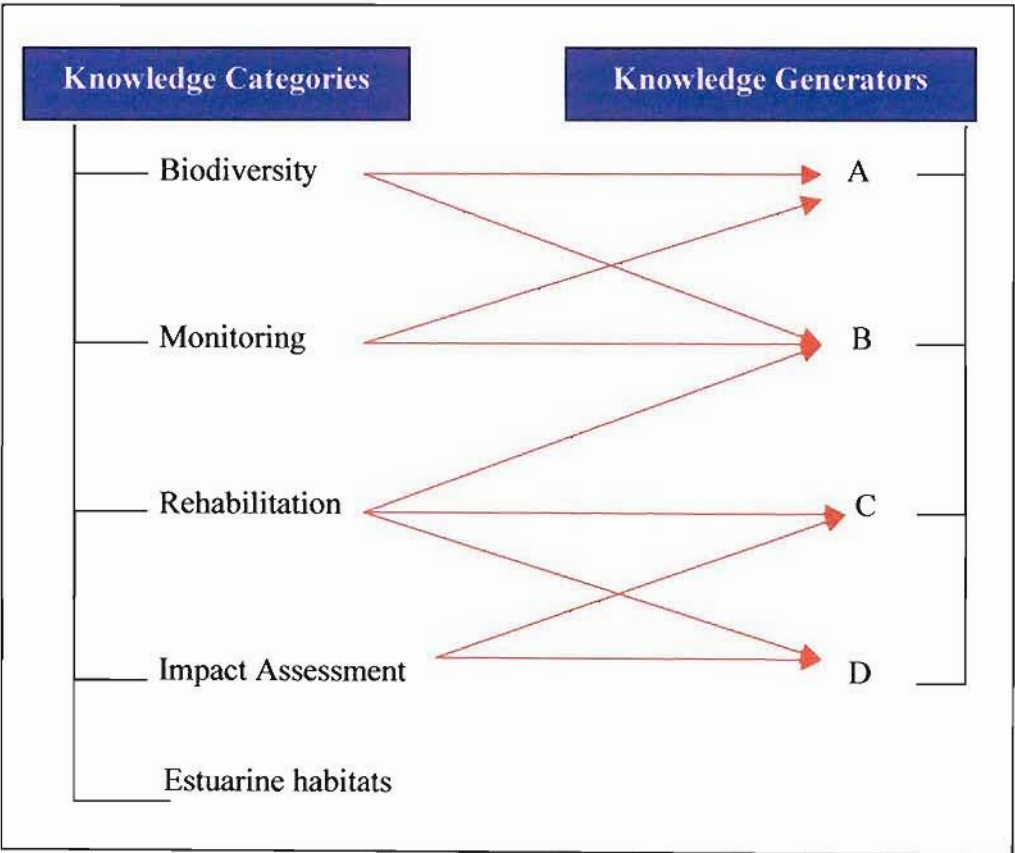 Knowledge Categories
Knowledge Generators
Biodiversity
A
Monitoring
B
Rehabilitation
C
Impact Assessment
D
Estuarine habitats